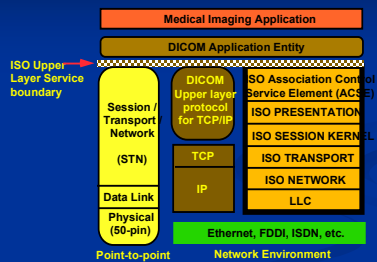 Medical Imaging Application
DICOM Application Entity
ISO Upper
Layer Service
boundary
Session /
Transport /
Network
(STN)
Data Link
Physical
(50-pin)
Point-to-point
DICOM
Upper layer
protocol
for TCP/IP
TCP
IP
SO Association Control
Service Element (ACSE)
ISO PRESENTATION
ISO SESSION KERNEL
ISO TRANSPORT
ISO NETWORK
LLC
Ethernet, FDDI, ISDN, etc.
Network Environment